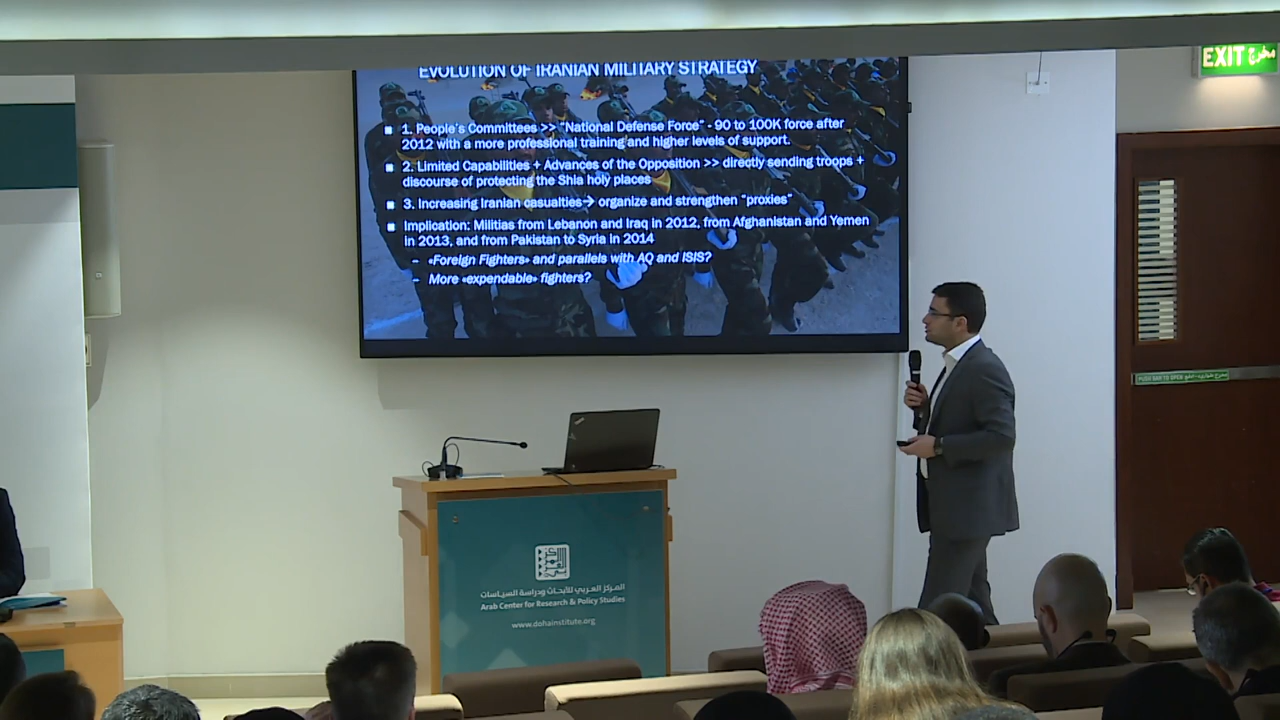 EVOLUTION OF IRANIAN MILITARY STRATEGY
1. People's Committees >> "National Defense Force" - 90 to 100K force after
2012 with a more professional training and higher levels of support.
2. Limited Capabilities + Advances of the Opposition >> directly sending troops +
discourse of protecting the Shia holy places
3. Increasing Iranian casualties→ organize and strengthen "proxies"
Implication: Militias from Lebanon and Iraq in 2012, from Afghanistan and Yemen
in 2013, and from Pakistan to Syria in 2014
– «Foreign Fighters» and parallels with AQ and ISIS?
– More «expendable» fighters?
EXIT مخرج
PUSH BAR TO OPEN
المركز العربي للأبحاث ودراسة السياسات
Arab Center for Research & Policy Studies
www.dohainstitute.org